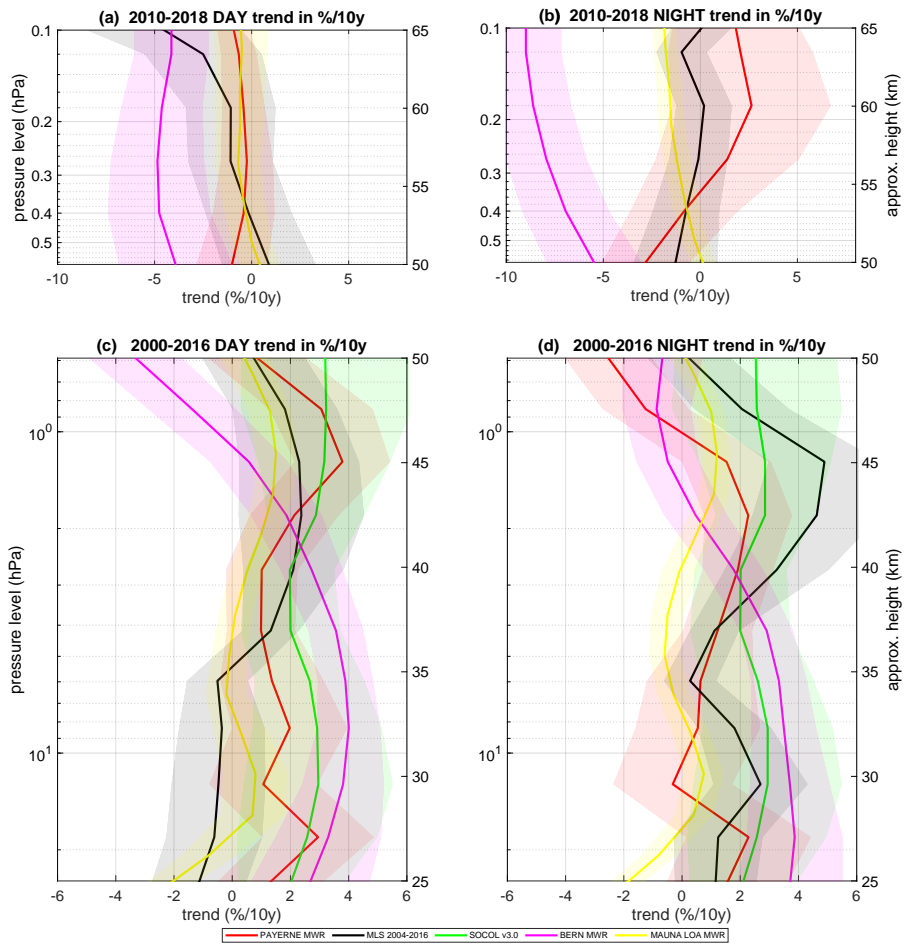 (a) 2010-2018 DAY trend in %/10y
0.1
0.2
0.3
0.4
0.5
pressure level (hPa)
65
60
55
50
-10 -5 0 5
trend (%/10y)
(b) 2010-2018 NIGHT trend in %/10y
0.1
0.2
0.3
0.4
0.5
65
60
55
50
approx. height (km)
-10 -5 0 5
trend (%/10y)
(c) 2000-2016 DAY trend in %/10y
10⁰
10¹
pressure level (hPa)
50
45
40
35
30
25
-6 -4 -2 0 2 4 6
trend (%/10y)
(d) 2000-2016 NIGHT trend in %/10y
10⁰
10¹
50
45
40
35
30
25
approx. height (km)
-6 -4 -2 0 2 4 6
trend (%/10y)
PAYERNE MWR MLS 2004-2016 SOCOL v3.0 BERN MWR MAUNA LOA MWR